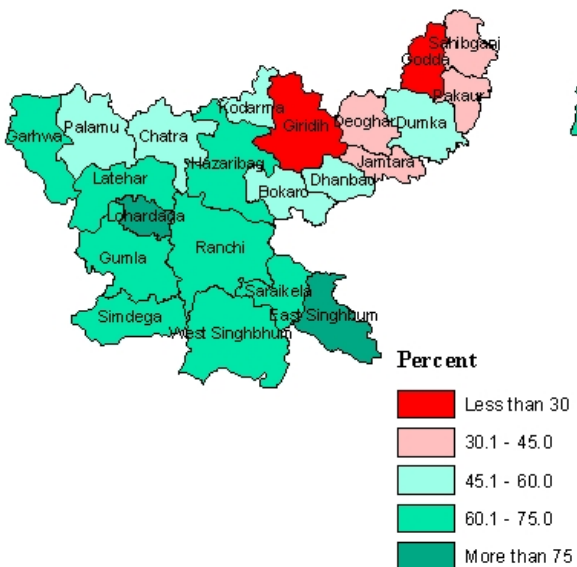 Sahibganj
Godda
Pakaur
Kodarma
Garhwa
Palamu
Chatra
Giridih
Deoghar
Dumka
Hazaribag
Jamtara
Latehar
Bokaro
Dhanbad
Lohardaga
Ranchi
Gumla
Saraikela
Simdega
West Singhbhum
East Singhbum
Percent
Less than 30
30.1 - 45.0
45.1 - 60.0
60.1 - 75.0
More than 75